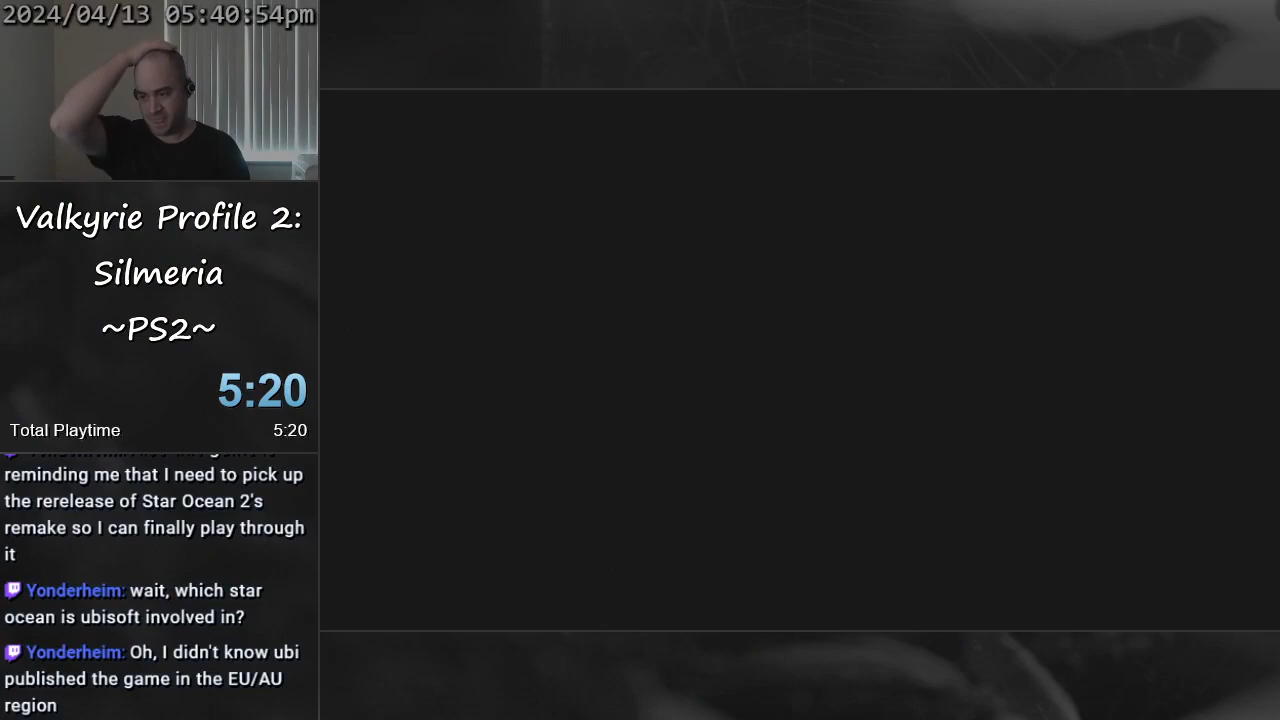 2024/04/13 05:40:54pm
Valkyrie Profile 2:
Silmeria
~PS2~
5:20
Total Playtime 5:20
reminding me that I need to pick up
the rerelease of Star Ocean 2's
remake so I can finally play through
it
Yonderheim: wait, which star
ocean is ubisoft involved in?
Yonderheim: Oh, I didn't know ubi
published the game in the EU/AU
region